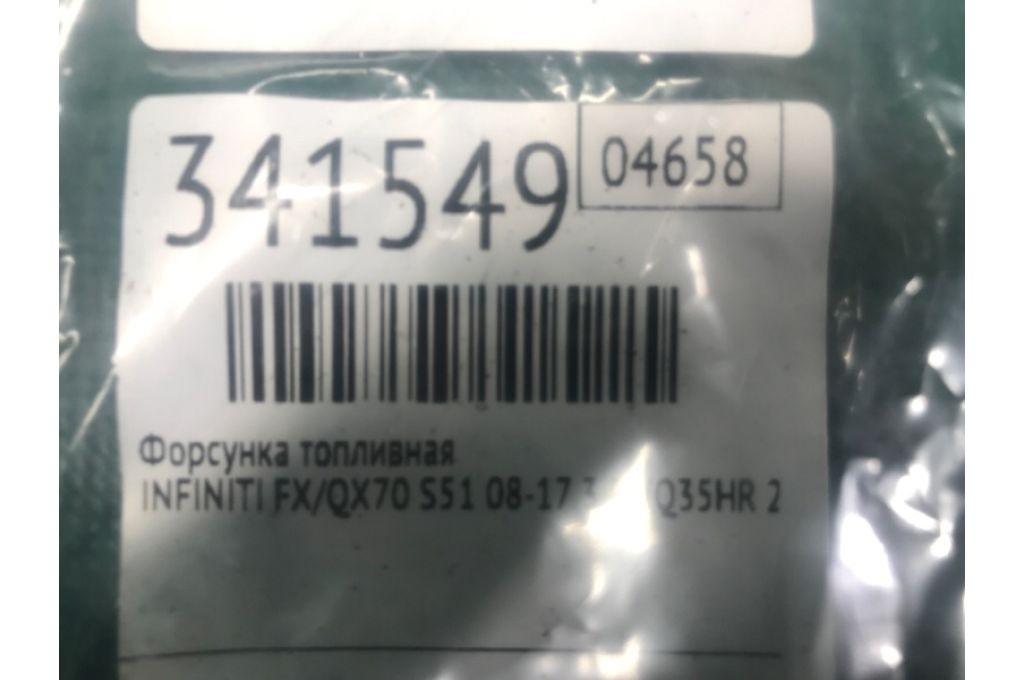 341549 04658
Форсунка топливная
INFINITI FX/QX70 S51 08-17 Q35HR 2